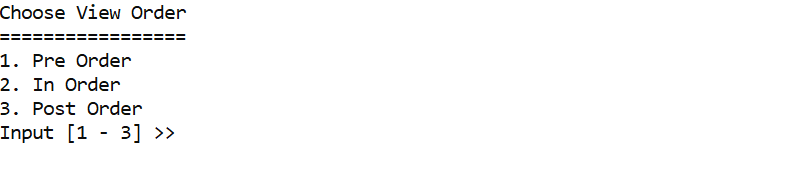 Choose View Order
=================
1. Pre Order
2. In Order
3. Post Order
Input [1 - 3] >>